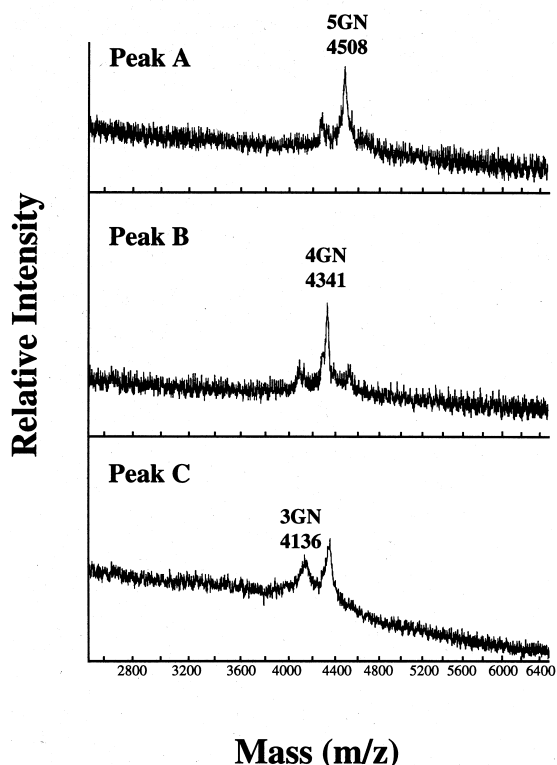 5GN
4508
Peak A
Peak B
4GN
4341
Peak C
3GN
4136
Relative Intensity
2800 3200 3600 4000 4400 4800 5200 5600 6000 6400
Mass (m/z)